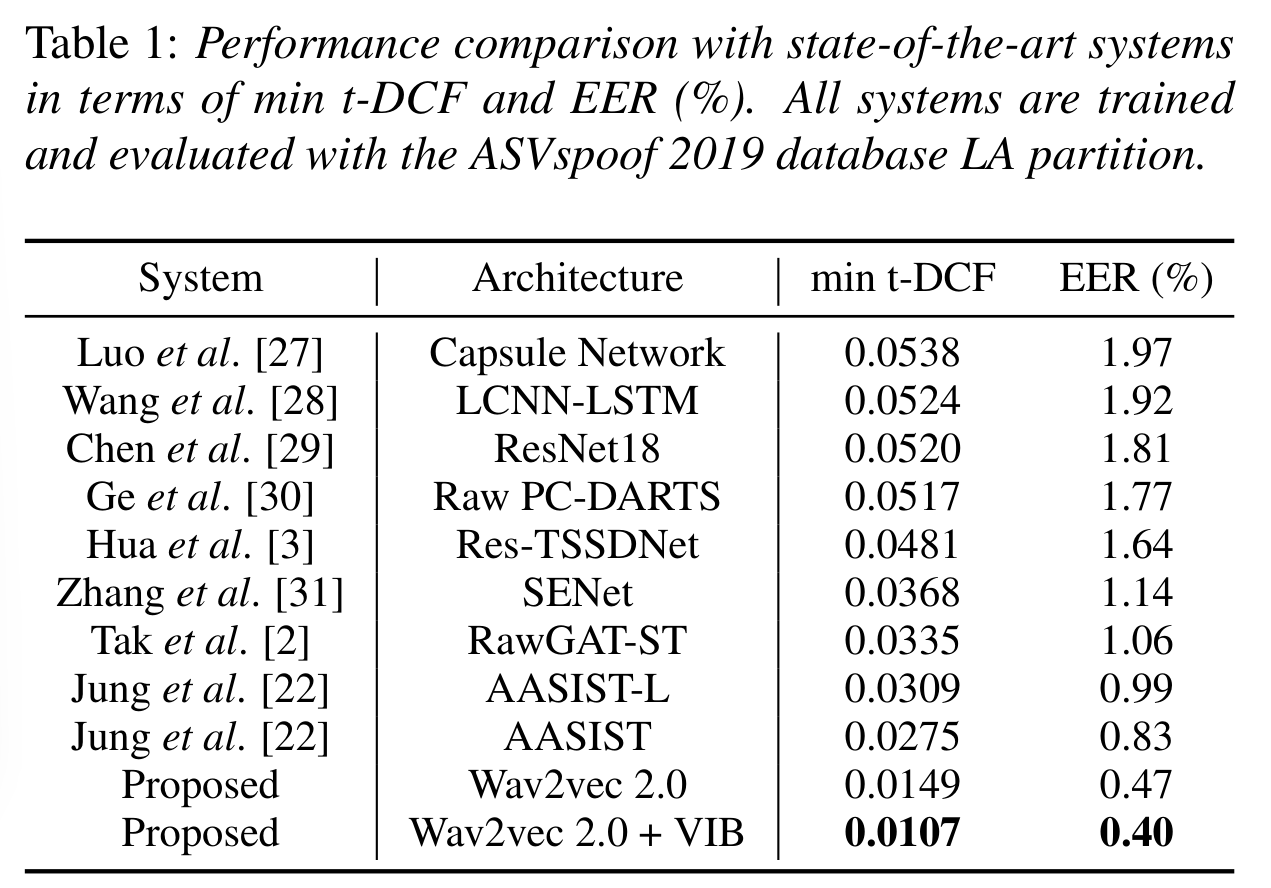 Table 1: Performance comparison with state-of-the-art systems
in terms of min t-DCF and EER (%). All systems are trained
and evaluated with the ASVspoof 2019 database LA partition.
System Architecture min t-DCF EER (%)
Luo et al. [27] Capsule Network 0.0538 1.97
Wang et al. [28] LCNN-LSTM 0.0524 1.92
Chen et al. [29] ResNet18 0.0520 1.81
Ge et al. [30] Raw PC-DARTS 0.0517 1.77
Hua et al. [3] Res-TSSDNet 0.0481 1.64
Zhang et al. [31] SENet 0.0368 1.14
Tak et al. [2] RawGAT-ST 0.0335 1.06
Jung et al. [22] AASIST-L 0.0309 0.99
Jung et al. [22] AASIST 0.0275 0.83
Proposed Wav2vec 2.0 0.0149 0.47
Proposed Wav2vec 2.0 + VIB 0.0107 0.40